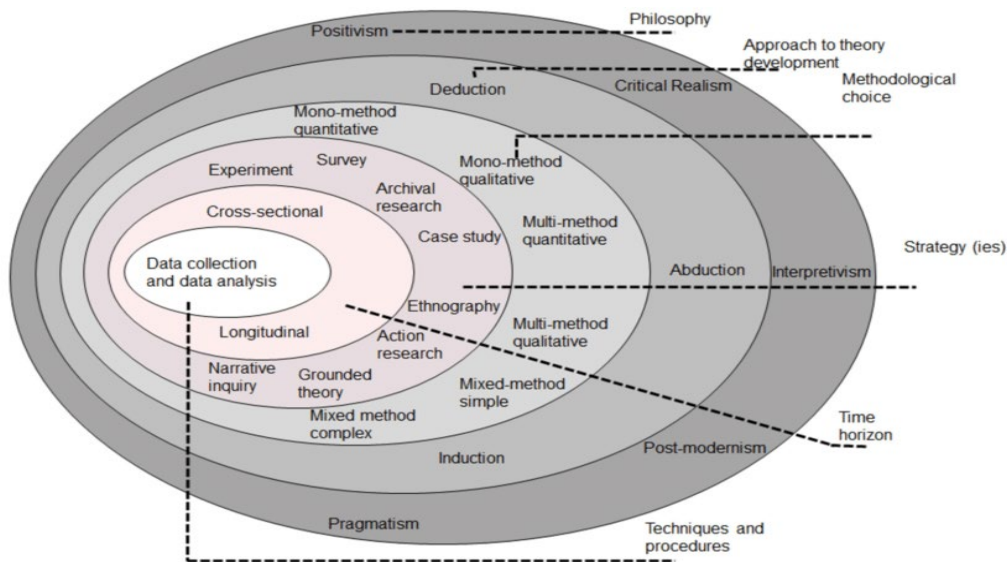 Philosophy
Positivism
Approach to theory
development
Deduction
Critical Realism
Methodological
choice
Mono-method
quantitative
Survey
Mono-method
qualitative
Experiment
Archival
research
Cross-sectional
Multi-method
quantitative
Case study
Strategy (ies)
Data collection
and data analysis
Abduction
Interpretivism
Ethnography
Longitudinal
Action
research
Multi-method
qualitative
Narrative
inquiry
Grounded
theory
Mixed-method
simple
Mixed method
complex
Time
horizon
Post-modernism
Induction
Pragmatism
Techniques and
procedures